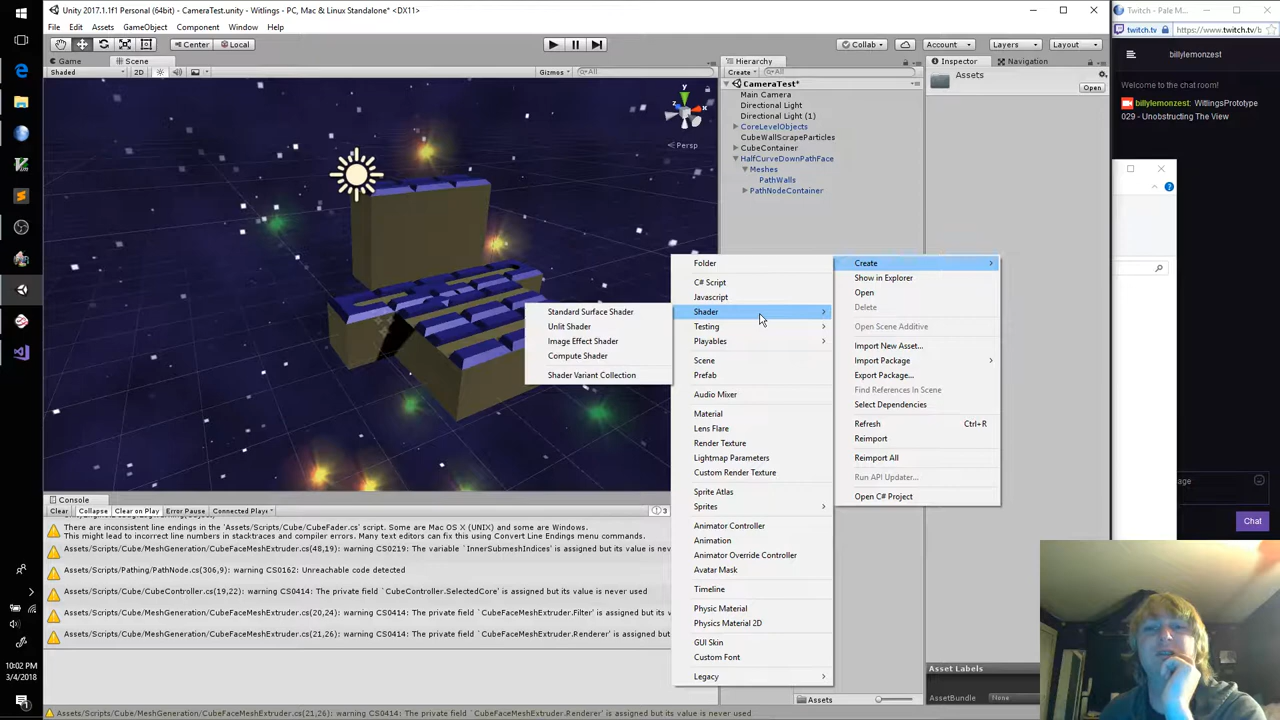 Unity 2017.1.1f1 Personal (64bit) - CameraTest.unity - Witlings - PC, Mac & Linux Standalone* <DX11>
Twitch - Pale M...
File Edit Assets GameObject Component Window Help
twitch.tv https://www.twitch.tv/b
Center Local
Collab Account Layers Layout
billylemonzest
Game Scene
Hierarchy
Inspector Navigation
Shaded 2D Gizmos All
Create All
Assets
Open
CameraTest*
Welcome to the chat room!
Main Camera
Directional Light
Directional Light (1)
CoreLevelObjects
CubeWallScrapeParticles
CubeContainer
HalfCurveDownPathFace
Meshes
PathWalls
PathNodeContainer
billylemonzest: WitlingsPrototype
029 - Unobstructing The View
y
x
Persp
Create
Show in Explorer
Open
Delete
Open Scene Additive
Import New Asset...
Import Package
Export Package...
Find References In Scene
Select Dependencies
Refresh Ctrl+R
Reimport
Reimport All
Run API Updater...
Open C# Project
Folder
C# Script
Javascript
Shader
Testing
Playables
Scene
Prefab
Audio Mixer
Material
Lens Flare
Render Texture
Lightmap Parameters
Custom Render Texture
Sprite Atlas
Sprites
Animator Controller
Animation
Animator Override Controller
Avatar Mask
Timeline
Physic Material
Physics Material 2D
GUI Skin
Custom Font
Legacy
Standard Surface Shader
Unlit Shader
Image Effect Shader
Compute Shader
Shader Variant Collection
Console
Clear Collapse Clear on Play Error Pause Connected Player 3
There are inconsistent line endings in the 'Assets/Scripts/Cube/CubeFader.cs' script. Some are Mac OS X (UNIX) and some are Windows.
This might lead to incorrect line numbers in stacktraces and compiler errors. Many text editors can fix this using Convert Line Endings menu commands.
Assets/Scripts/Cube/MeshGeneration/CubeFaceMeshExtruder.cs(48,19): warning CS0219: The variable `InnerSubmeshIndices' is assigned but its value is never
Assets/Scripts/Pathing/PathNode.cs(306,9): warning CS0162: Unreachable code detected
Assets/Scripts/Cube/CubeController.cs(19,22): warning CS0414: The private field `CubeController.SelectedCore' is assigned but its value is never used
Assets/Scripts/Cube/MeshGeneration/CubeFaceMeshExtruder.cs(20,24): warning CS0414: The private field `CubeFaceMeshExtruder.Filter' is assigned but its
Assets/Scripts/Cube/MeshGeneration/CubeFaceMeshExtruder.cs(21,26): warning CS0414: The private field `CubeFaceMeshExtruder.Renderer' is assigned but
Assets/Scripts/Cube/MeshGeneration/CubeFaceMeshExtruder.cs(21,26): warning CS0414: The private field `CubeFaceMeshExtruder.Renderer' is assigned but its value is never used
Assets
Asset Labels
AssetBundle None
Chat
10:02 PM
3/4/2018